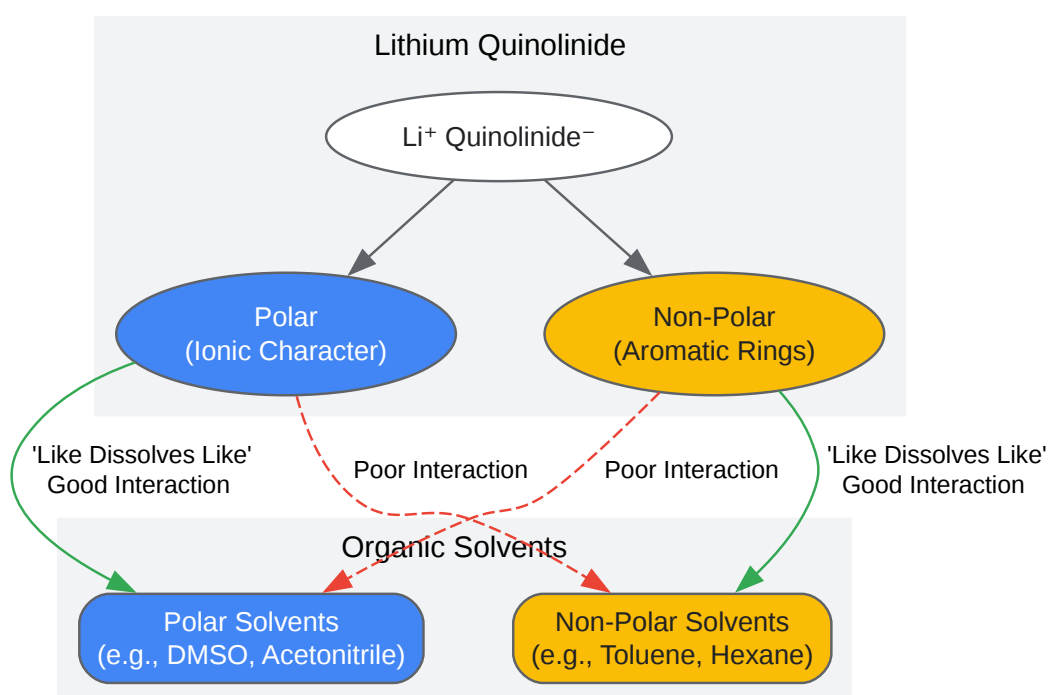 Lithium Quinolinide
Li⁺ Quinolinide⁻
Polar
(Ionic Character)
Non-Polar
(Aromatic Rings)
'Like Dissolves Like'
Good Interaction
Poor Interaction
Poor Interaction
'Like Dissolves Like'
Good Interaction
Organic Solvents
Polar Solvents
(e.g., DMSO, Acetonitrile)
Non-Polar Solvents
(e.g., Toluene, Hexane)